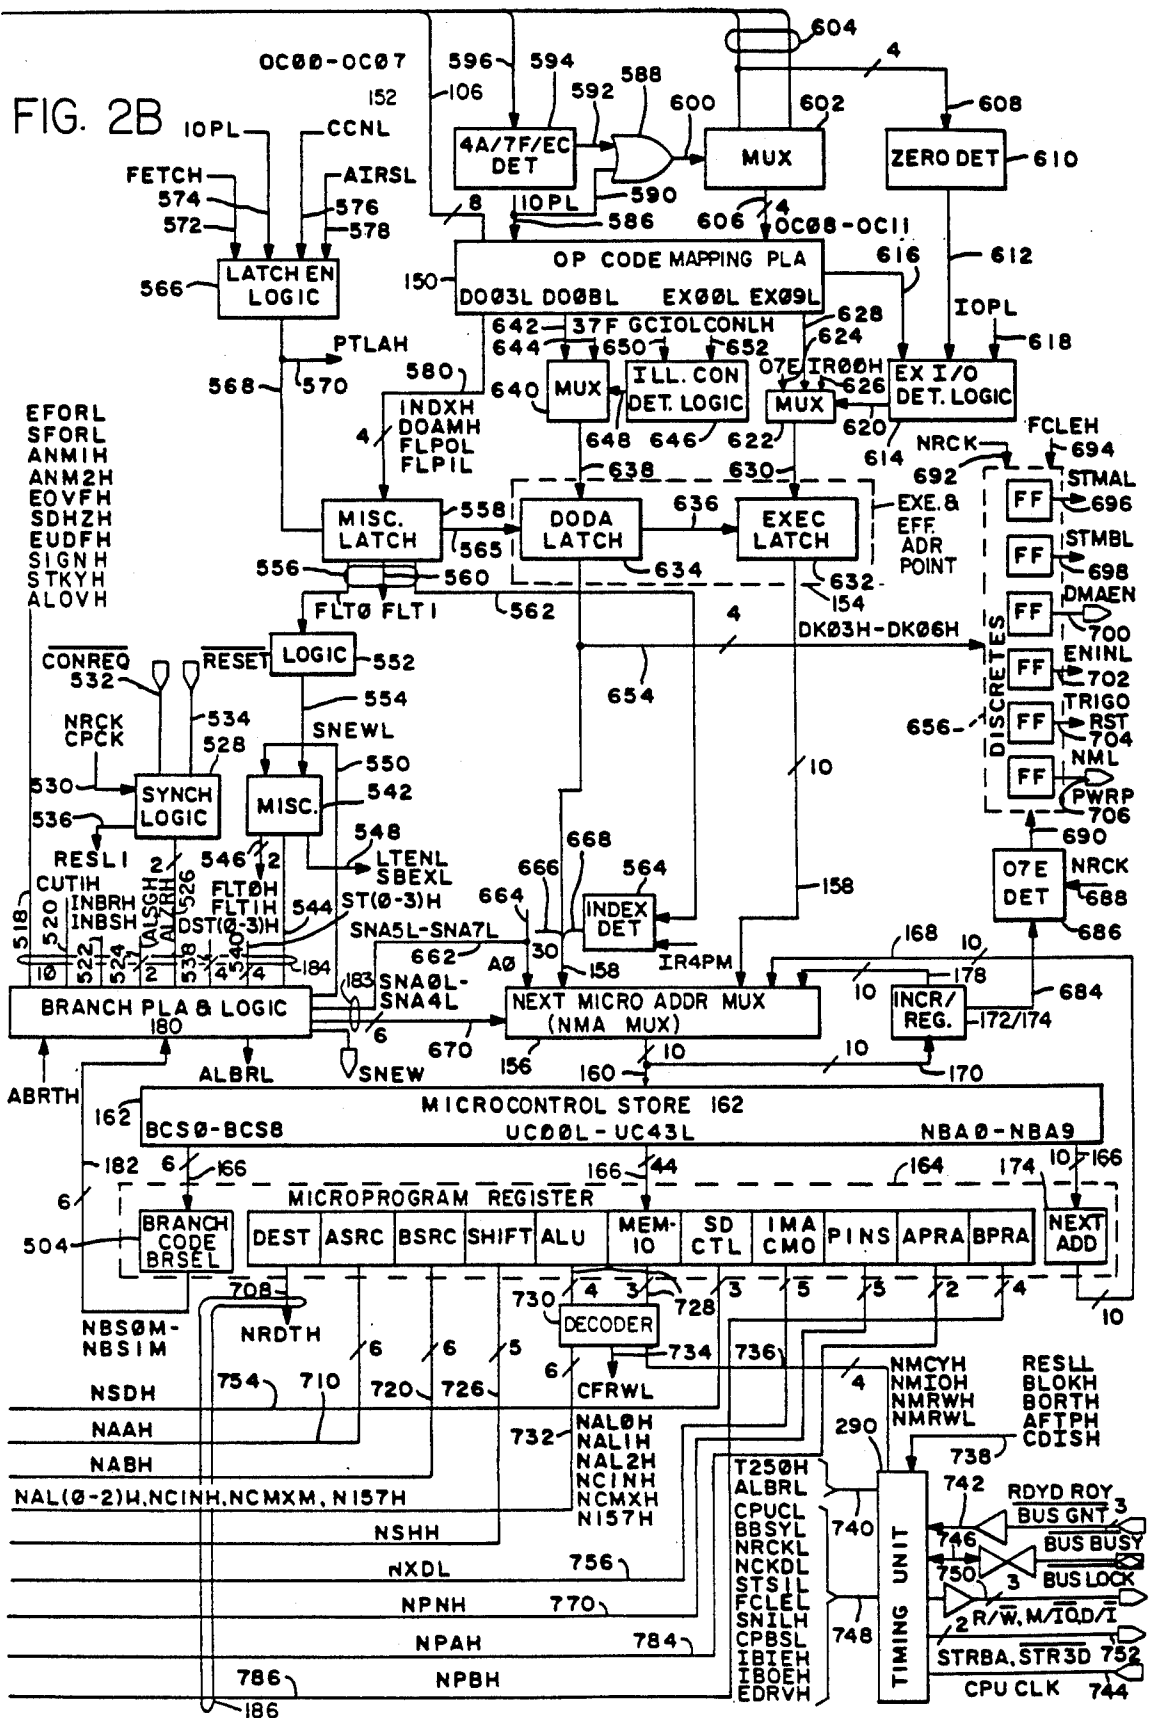 FIG. 2B
OC00-OC07
152
106
596
594
592
588
600
602
604
4
608
4A/7F/EC
DET
MUX
ZERO DET
610
IOPL
CCNL
FETCH
AIRSL
574
572
576
578
8
IOPL
590
586
606
4
OC08-OC11
616
612
LATCH EN
LOGIC
566
150
OP CODE MAPPING PLA
DO03L DO0BL EX00L EX09L
IOPL
618
PTLAH
570
568
580
642
37F
GCIOL
CONLH
644
650
652
628
624
07E
IR00H
626
640
MUX
ILL. CON
DET. LOGIC
MUX
EX I/O
DET. LOGIC
648
646
622
620
614
INDXH
DOAMH
FLPOL
FLPIL
4
638
630
NRCK
692
FCLEH
694
EFORL
SFORL
ANM1H
ANM2H
EOVFH
SDHZH
EUDFH
SIGNH
STKYH
ALOVH
MISC.
LATCH
558
565
DODA
LATCH
636
634
EXEC
LATCH
632
154
EXE. &
EFF.
ADR
POINT
556
560
562
FLT0 FLT1
FF
STMAL
696
FF
STMBL
698
FF
DMAEN
700
FF
ENINL
702
FF
TRIGO
RST
704
FF
NML
PWRP
706
DISCRETES
656
690
4
DK03H-DK06H
654
CONREQ
532
RESET
LOGIC
552
554
534
NRCK
CPCK
530
528
SYNCH
LOGIC
536
RESL1
SNEWL
550
MISC.
542
548
LTENL
SBEXL
546
2
FLT0H
FLT1H
DST(0-3)H
544
ST(0-3)H
10
158
07E
DET
NRCK
688
686
518
CUTIH
520
INBRH
INBSH
522
524
ALSGH
ALZRH
2
526
538
540
10
2
4
4
184
664
666
668
564
INDEX
DET
30
IR4PM
SNA5L-SNA7L
662
A0
158
168
10
10
178
684
BRANCH PLA & LOGIC
180
183
SNA0L-
SNA4L
6
670
NEXT MICRO ADDR MUX
(NMA MUX)
156
INCR/
REG.
172/174
10
160
10
170
ABRTH
ALBRL
SNEW
162
MICROCONTROL STORE 162
BCS0-BCS8
UC00L-UC43L
NBA0-NBA9
182
6
6
166
166
44
164
174
10
166
MICROPROGRAM REGISTER
504
BRANCH
CODE
BRSEL
DEST
ASRC
BSRC
SHIFT
ALU
MEM-
IO
SD
CTL
IMA
CMO
PINS
APRA
BPRA
NEXT
ADD
708
NRDTH
NBS0M-
NBS1M
730
4
3
728
3
5
5
2
4
10
DECODER
6
6
5
6
734
CFRWL
736
4
NMCYH
NMIOH
NMRWH
NMRWL
RESLL
BLOKH
BORTH
AFTPH
CDISH
738
290
NSDH
754
710
720
726
NAAH
NABH
NAL(0-2)H, NCINH, NCMXM, N157H
732
NAL0H
NAL1H
NAL2H
NCINH
NCMXH
N157H
T250H
ALBRL
740
CPUCL
BBSYL
NRCKL
NCKDL
STSIL
FCLEL
SNILH
CPBSL
IBIEH
IBOEH
EDRVH
748
TIMING UNIT
742
RDYD ROY
BUS GNT
3
746
BUS BUSY
750
BUS LOCK
3
R/W, M/IO, D/I
2
STRBA, STR3D
752
CPU CLK
744
NSHH
NXDL
756
NPNH
770
NPAH
784
786
NPBH
186